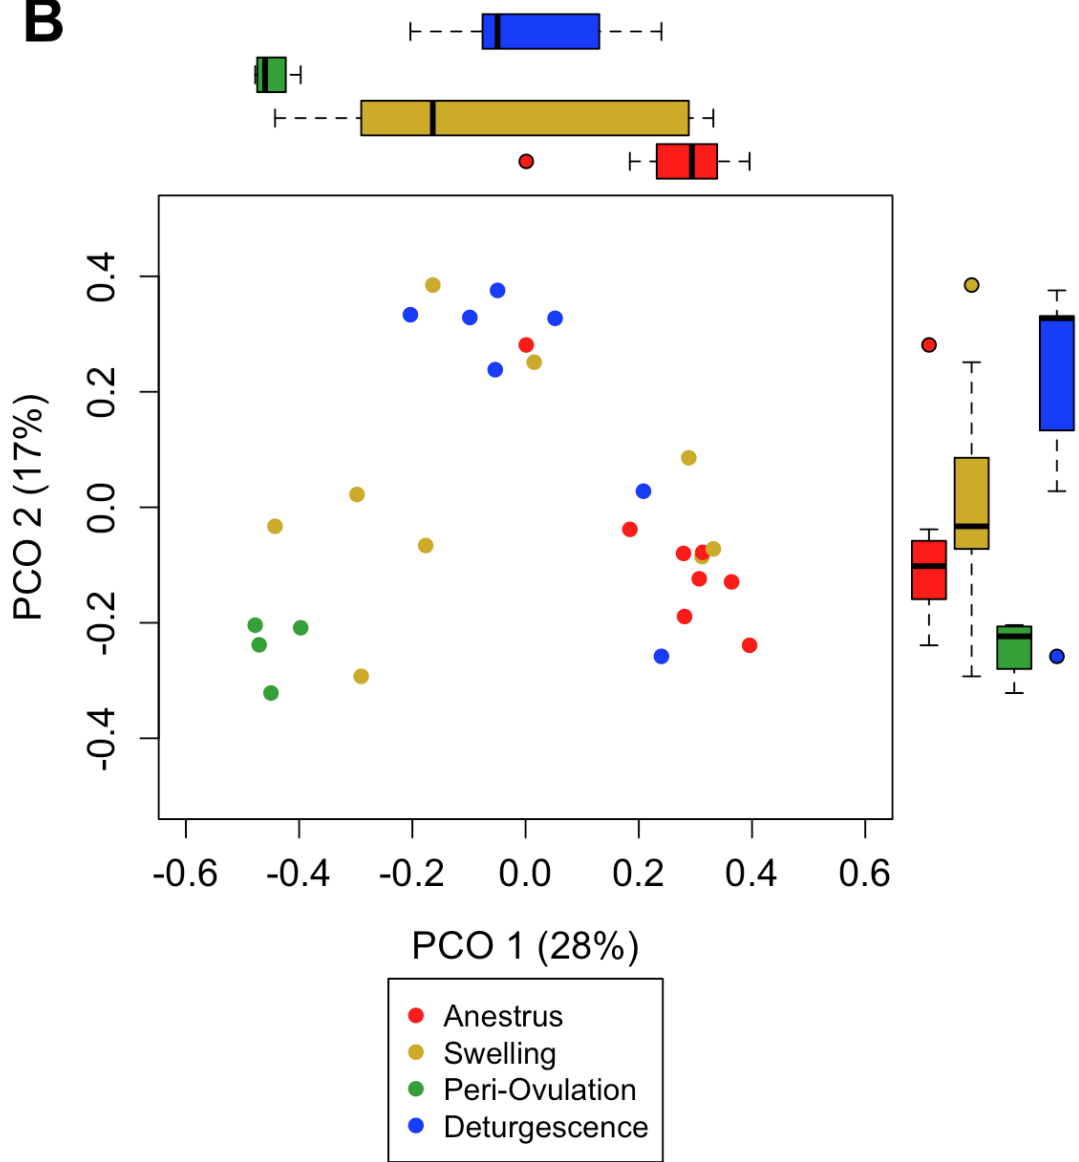 B
0.4
0.2
0.0
-0.2
-0.4
PCO 2 (17%)
-0.6 -0.4 -0.2 0.0 0.2 0.4 0.6
PCO 1 (28%)
Anestrus
Swelling
Peri-Ovulation
Deturgescence